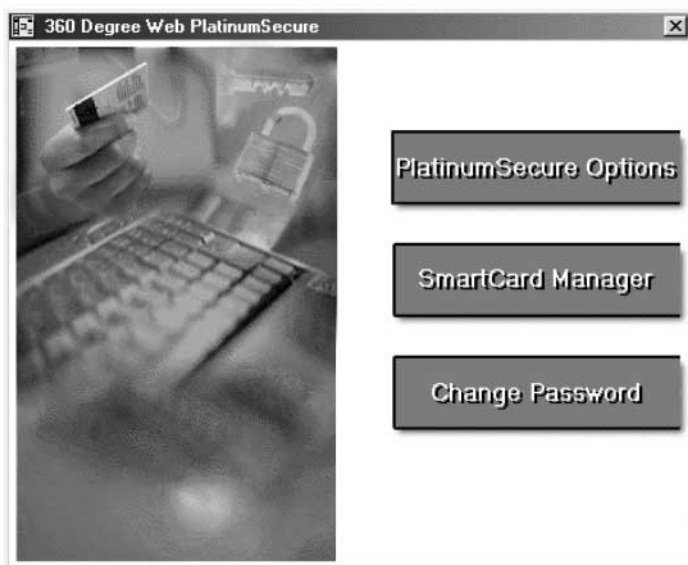 360 Degree Web PlatinumSecure
PlatinumSecure Options
SmartCard Manager
Change Password